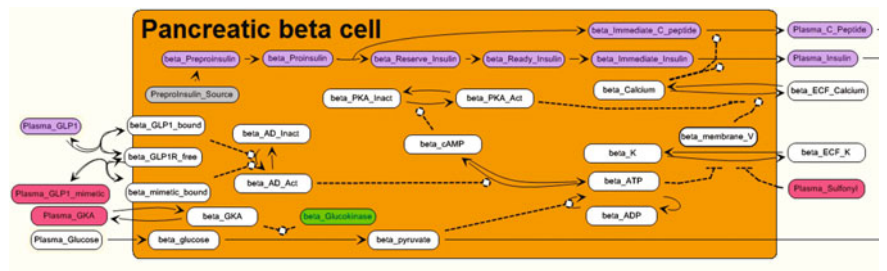 Pancreatic beta cell
beta_Immediate_C_peptide
Plasma_C_Peptide
beta_Preproinsulin
beta_Proinsulin
beta_Reserve_Insulin
beta_Ready_Insulin
beta_Immediate_Insulin
Plasma_Insulin
Preproinsulin_Source
beta_PKA_Inact
beta_PKA_Act
beta_Calcium
beta_ECF_Calcium
Plasma_GLP1
beta_GLP1_bound
beta_AD_Inact
beta_cAMP
beta_membrane_V
beta_GLP1R_free
beta_K
beta_ECF_K
Plasma_GLP1_mimetic
beta_mimetic_bound
beta_AD_Act
beta_ATP
Plasma_Sulfonyl
Plasma_GKA
beta_GKA
beta_Glucokinase
beta_ADP
Plasma_Glucose
beta_glucose
beta_pyruvate